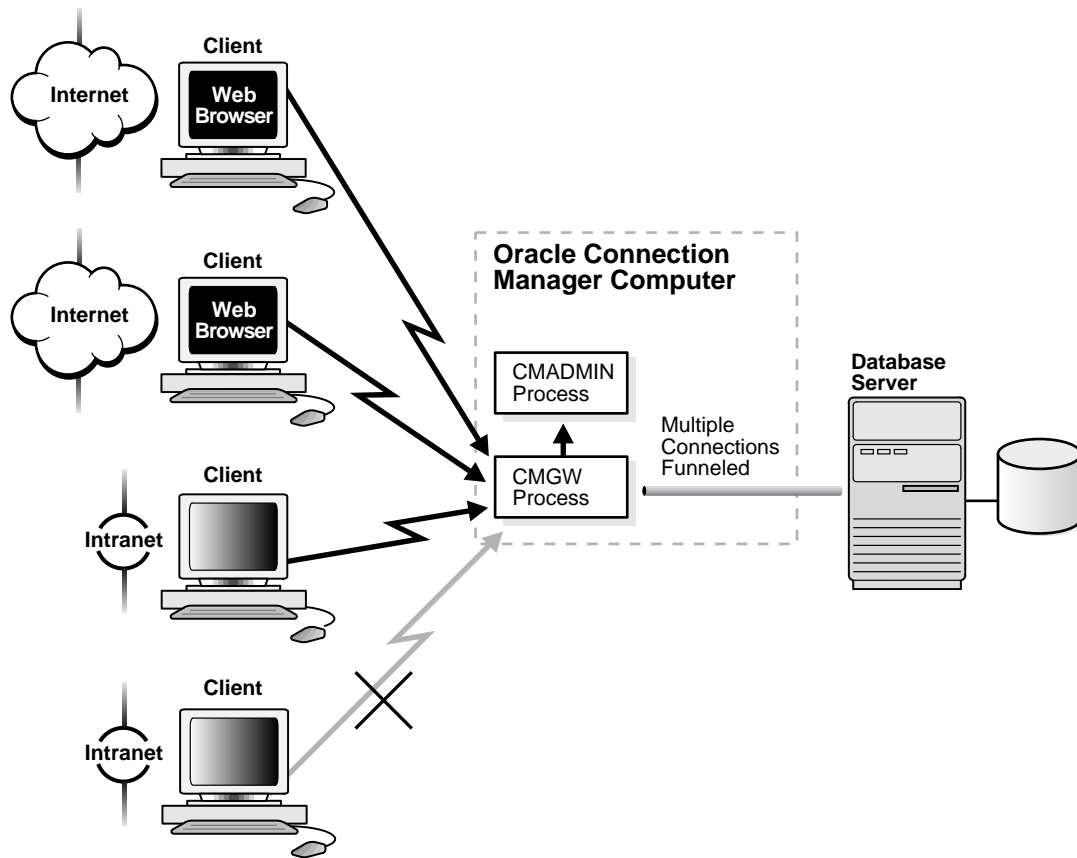 Client
Internet
Web
Browser
Client
Internet
Web
Browser
Oracle Connection
Manager Computer
CMADMIN
Process
Database
Server
Multiple
Connections
Funneled
CMGW
Process
Client
Intranet
Client
Intranet